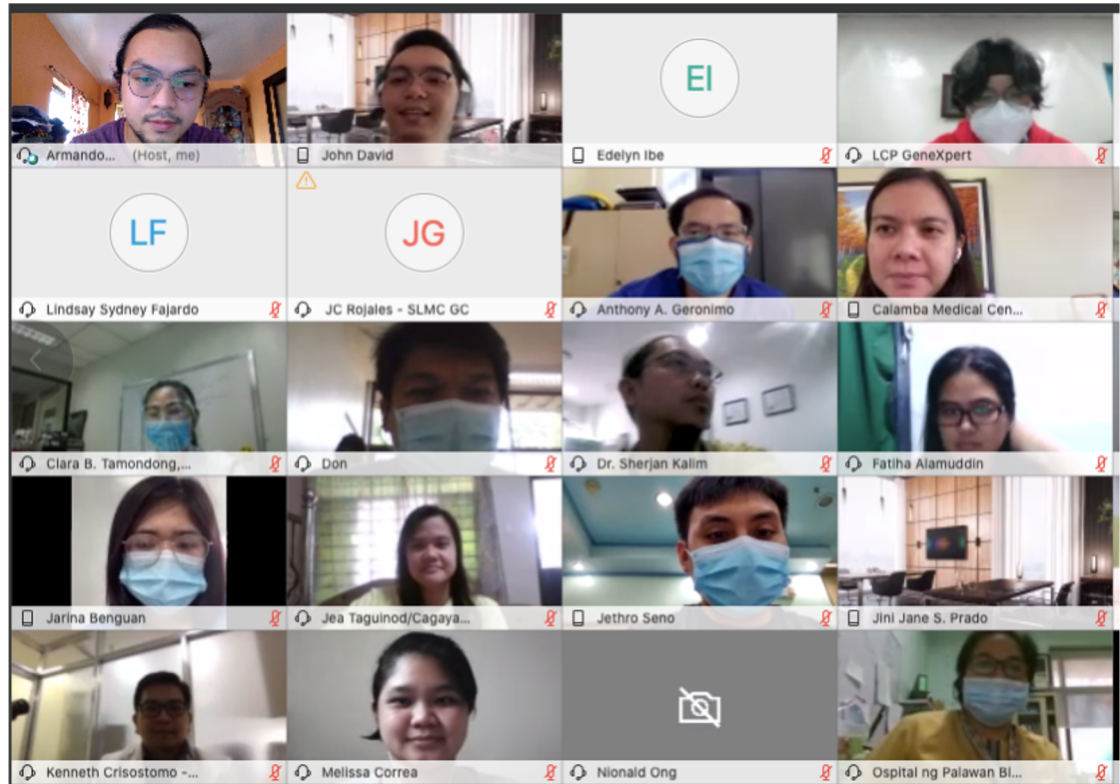 Armando... (Host, me)
John David
EI
Edelyn Ibe
LCP GeneXpert
LF
Lindsay Sydney Fajardo
JG
JC Rojales - SLMC GC
Anthony A. Geronimo
Calamba Medical Cen...
Clara B. Tamondong,...
Don
Dr. Sherjan Kalim
Fatiha Alamuddin
Jarina Benguan
Jea Taguinod/Cagaya...
Jethro Seno
Jini Jane S. Prado
Kenneth Crisostomo -...
Melissa Correa
Nionald Ong
Ospital ng Palawan Bi...